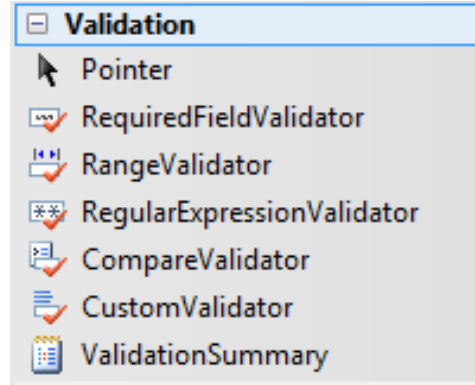 Validation
Pointer
RequiredFieldValidator
RangeValidator
RegularExpressionValidator
CompareValidator
CustomValidator
ValidationSummary